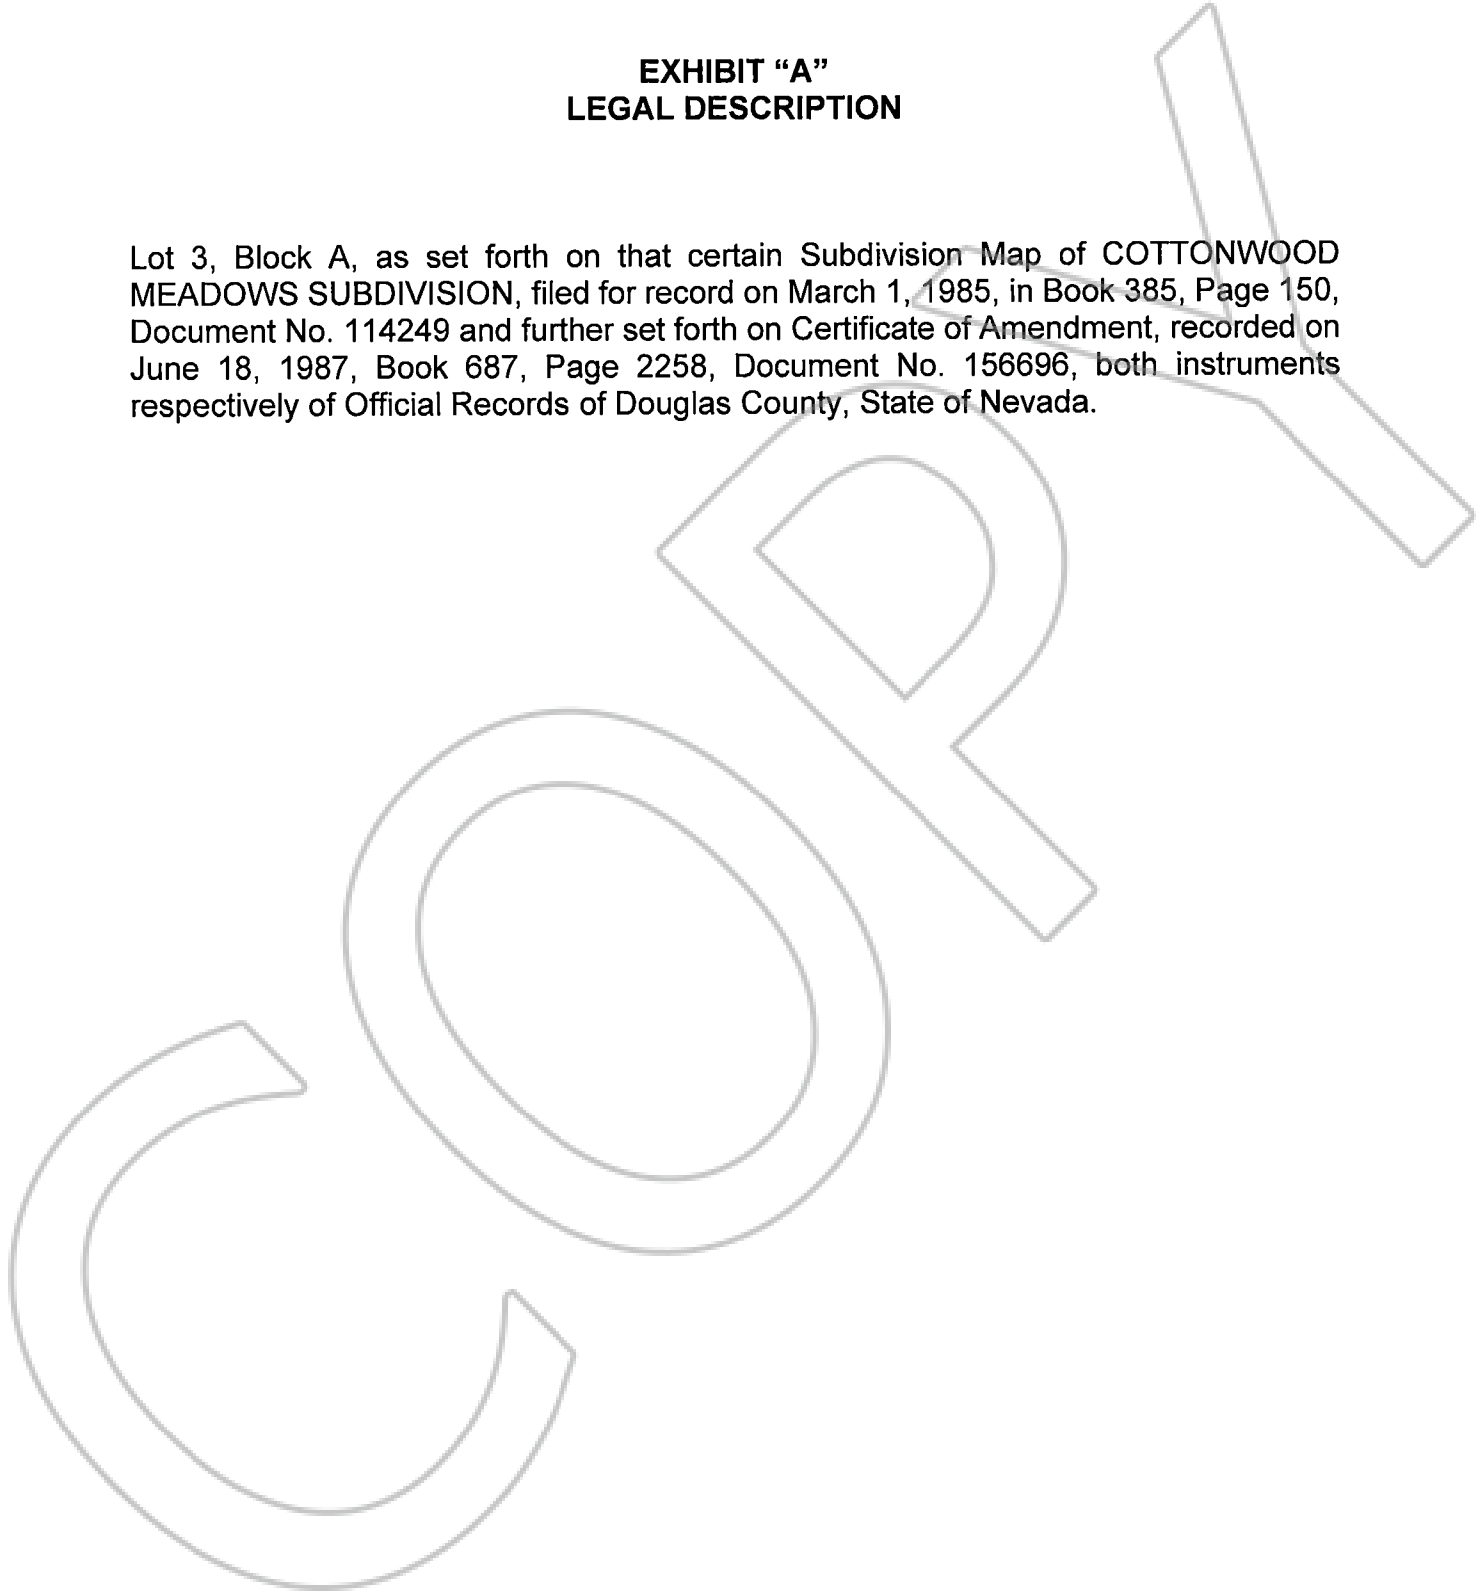 EXHIBIT “A”
LEGAL DESCRIPTION
Lot 3, Block A, as set forth on that certain Subdivision Map of COTTONWOOD
MEADOWS SUBDIVISION, filed for record on March 1, 1985, in Book 385, Page 150,
Document No. 114249 and further set forth on Certificate of Amendment, recorded on
June 18, 1987, Book 687, Page 2258, Document No. 156696, both instruments
respectively of Official Records of Douglas County, State of Nevada.
COPY